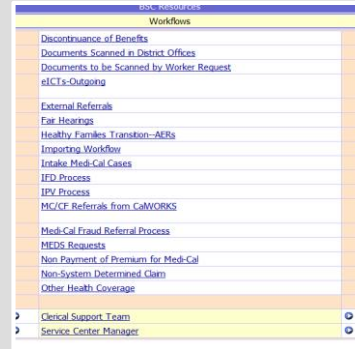 BSC Resources
Workflows
Discontinuance of Benefits
Documents Scanned in District Offices
Documents to be Scanned by Worker Request
eICTs-Outgoing
External Referrals
Fair Hearings
Healthy Families Transition--AERs
Importing Workflow
Intake Medi-Cal Cases
IFD Process
IPV Process
MC/CF Referrals from CalWORKS
Medi-Cal Fraud Referral Process
MEDS Requests
Non Payment of Premium for Medi-Cal
Non-System Determined Claim
Other Health Coverage
Clerical Support Team
Service Center Manager